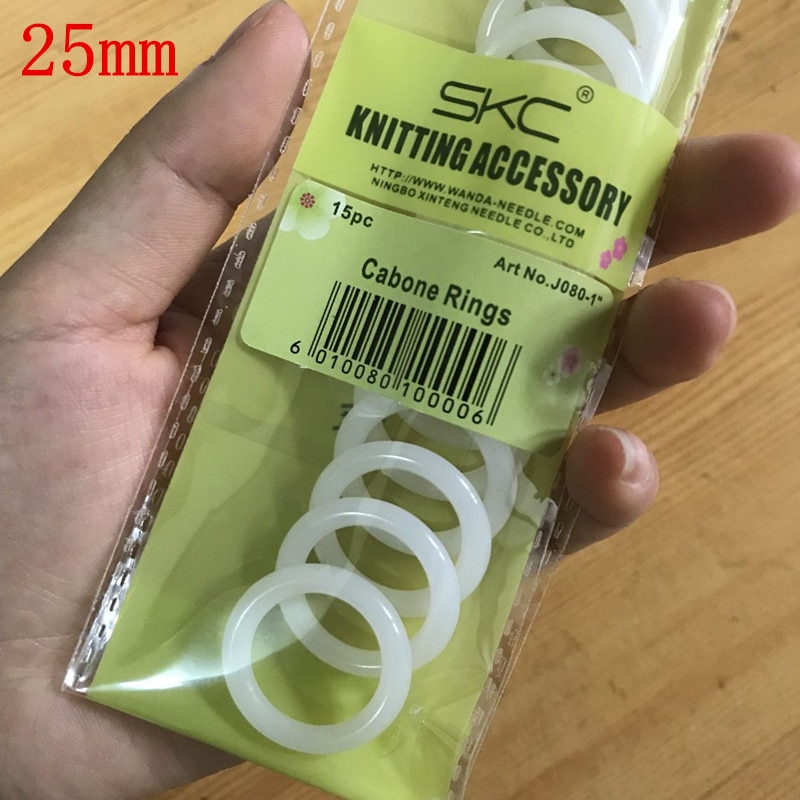 25mm
SKC ®
KNITTING ACCESSORY
HTTP://WWW.WANDA-NEEDLE.COM
NINGBO XINTENG NEEDLE CO.,LTD
15pc
Art No.J080-1"
Cabone Rings
6 010080 100006